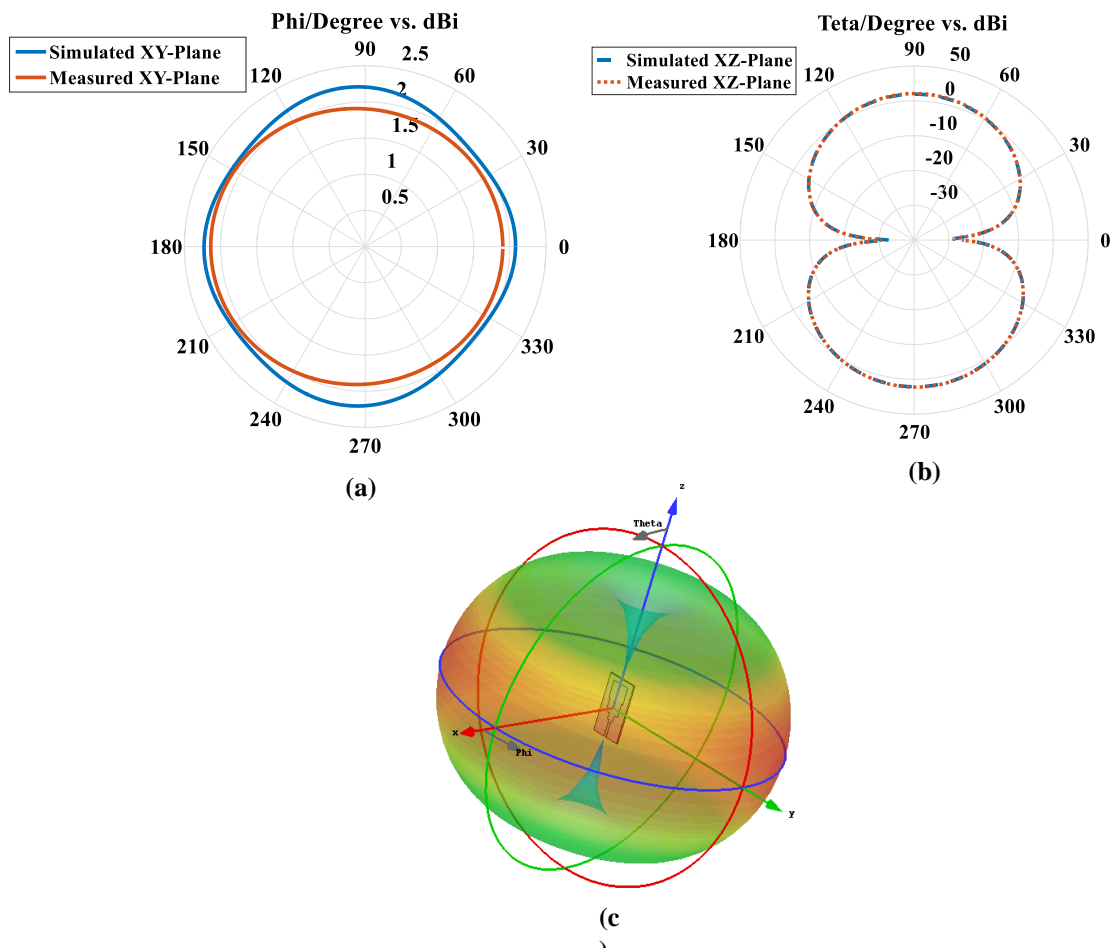 Phi/Degree vs. dBi
Simulated XY-Plane
Measured XY-Plane
90
2.5
120
60
2
1.5
150
30
1
0.5
180
0
210
330
240
300
270
(a)
Teta/Degree vs. dBi
Simulated XZ-Plane
Measured XZ-Plane
90
50
120
60
0
-10
150
30
-20
-30
180
0
210
330
240
300
270
(b)
z
Theta
x
Phi
Y
(c
)